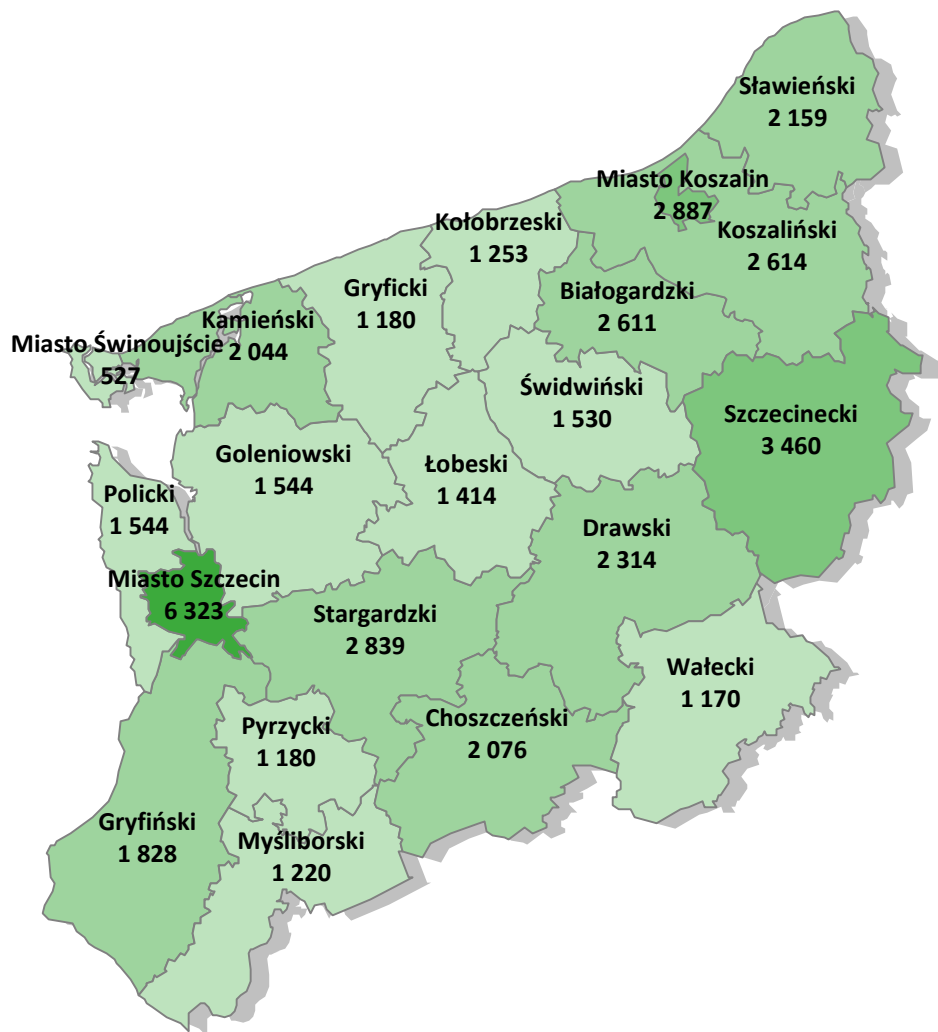 Sławieński
2 159
Miasto Koszalin
2 887
Kołobrzeski
1 253
Koszaliński
2 614
Gryficki
1 180
Białogardzki
2 611
Kamieński
2 044
Miasto Świnoujście
527
Świdwiński
1 530
Szczecinecki
3 460
Goleniowski
1 544
Łobeski
1 414
Policki
1 544
Drawski
2 314
Miasto Szczecin
6 323
Stargardzki
2 839
Wałecki
1 170
Choszczeński
2 076
Pyrzycki
1 180
Gryfiński
1 828
Myśliborski
1 220